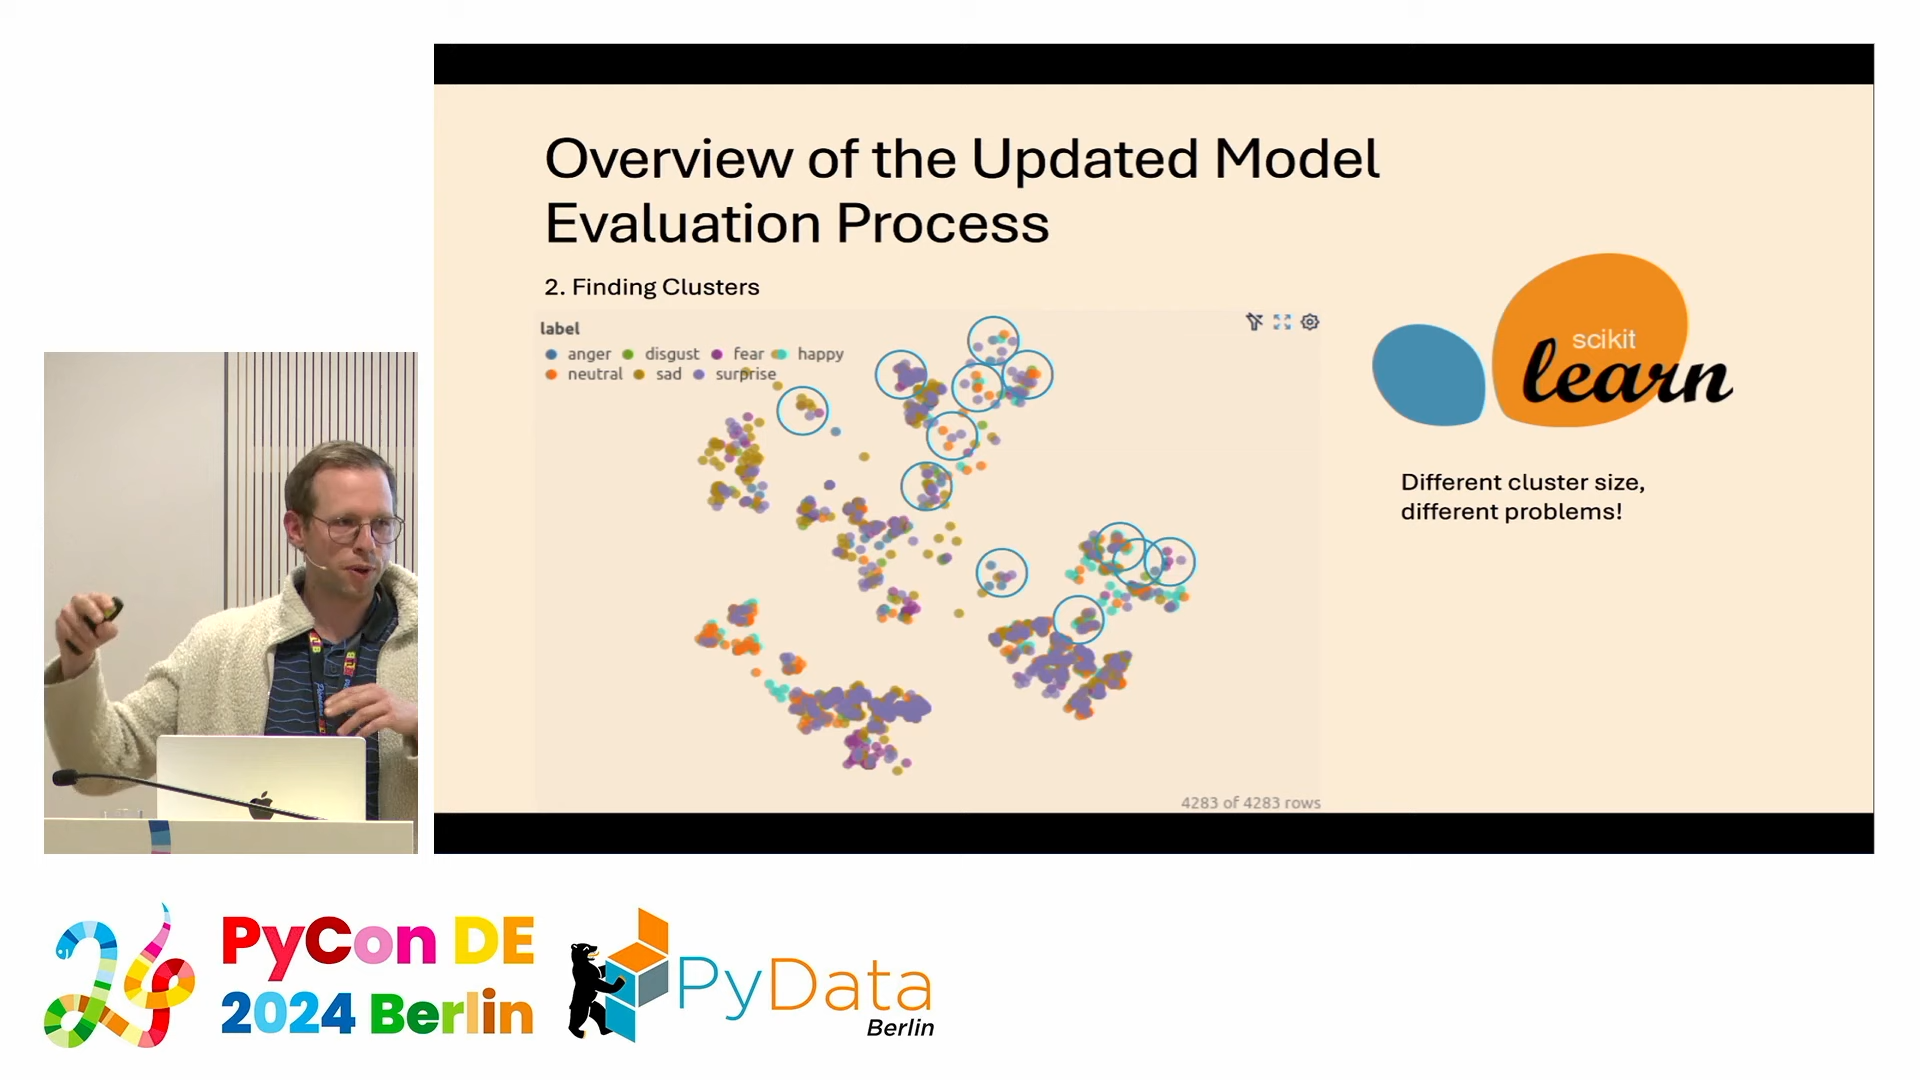 Overview of the Updated Model
Evaluation Process
2. Finding Clusters
label
anger disgust fear happy
neutral sad surprise
4283 of 4283 rows
scikit
learn
Different cluster size,
different problems!
PyCon DE
2024 Berlin
PyData
Berlin